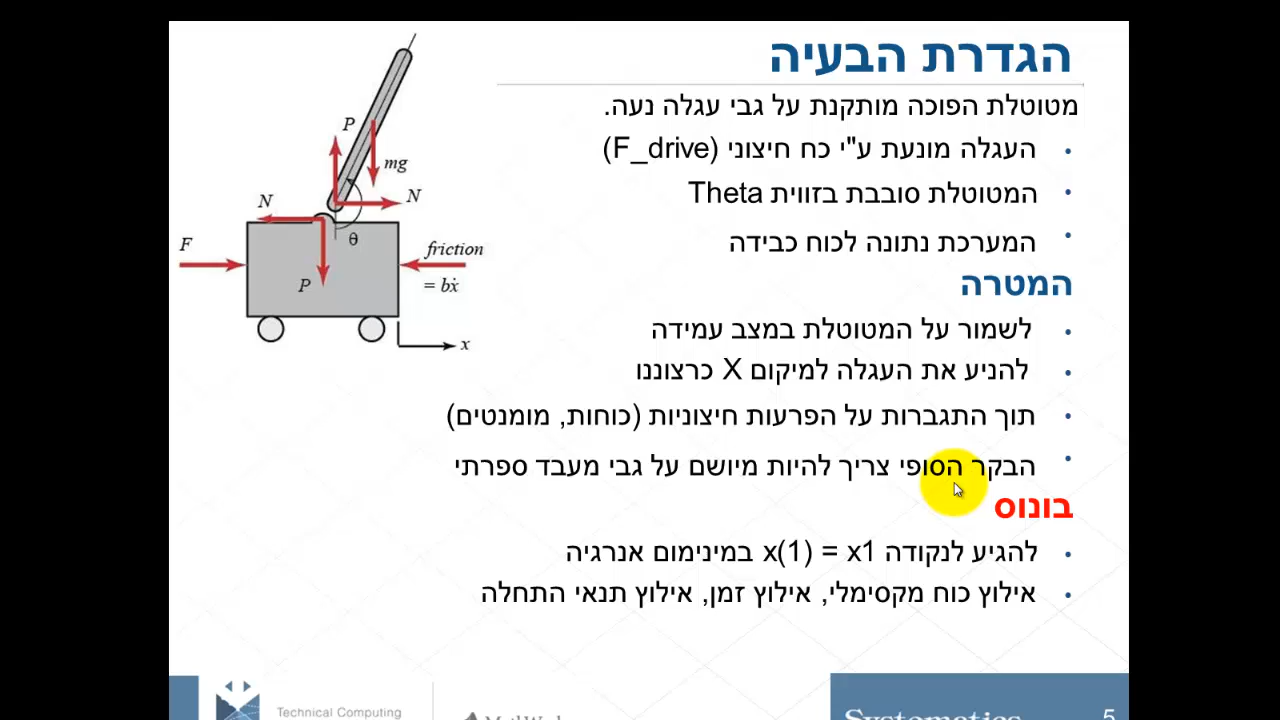 הגדרת הבעיה
מטוטלת הפוכה מותקנת על גבי עגלה נעה.
העגלה מונעת ע"י כח חיצוני (F_drive)
המטוטלת סובבת בזווית Theta
המערכת נתונה לכוח כבידה
המטרה
לשמור על המטוטלת במצב עמידה
להניע את העגלה למיקום X כרצוננו
תוך התגברות על הפרעות חיצוניות (כוחות, מומנטים)
הבקר הסופי צריך להיות מיושם על גבי מעבד ספרתי
בונוס
להגיע לנקודה x(1) = x1 במינימום אנרגיה
אילוץ כוח מקסימלי, אילוץ זמן, אילוץ תנאי התחלה
P
mg
N
N
θ
F
friction
= bẋ
P
x
Technical Computing
MathWorks
Systematics
5